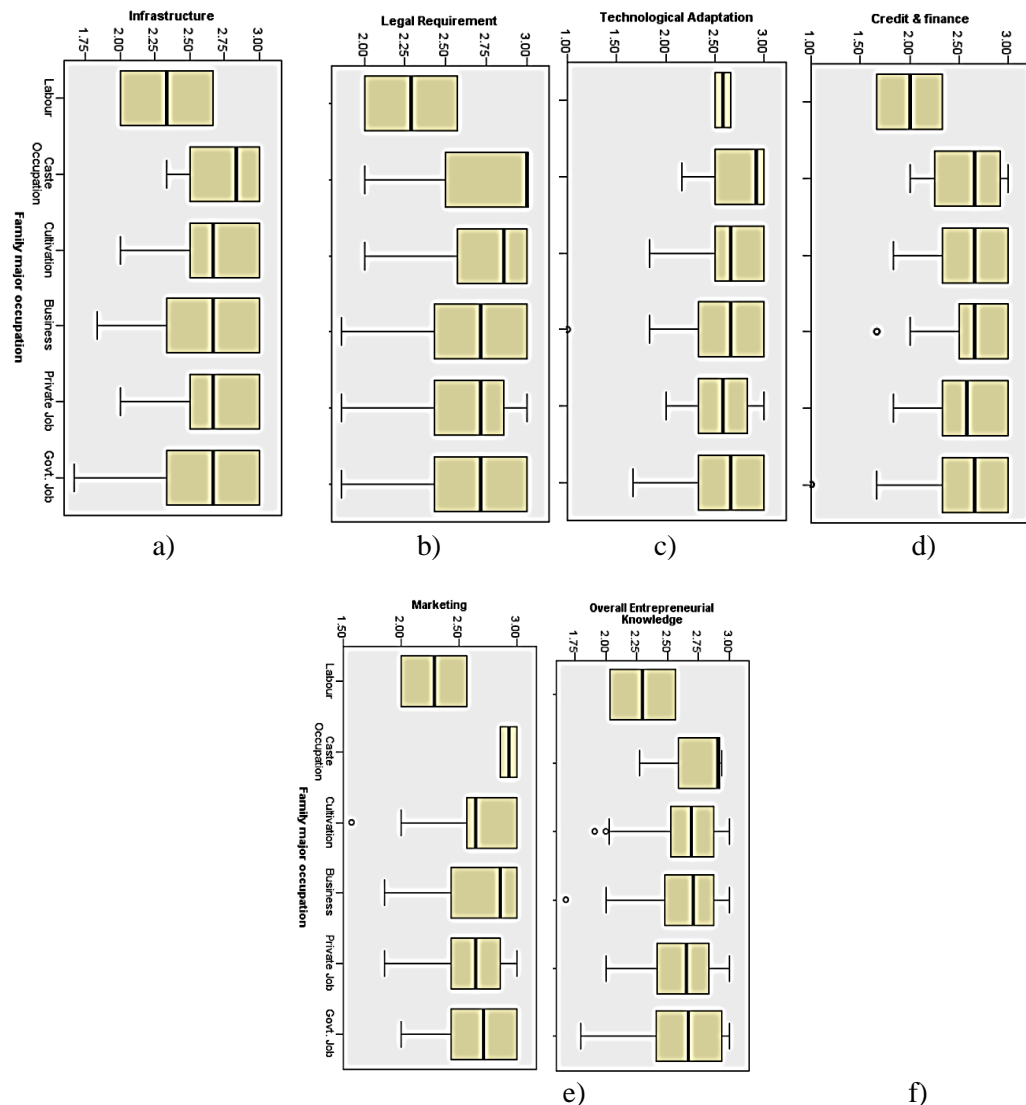 Infrastructure
1.75
2.00
2.25
2.50
2.75
3.00
Labour
Caste
Occupation
Cultivation
Business
Private Job
Govt. Job
Family major occupation
a)
Legal Requirement
2.00
2.25
2.50
2.75
3.00
b)
Technological Adaptation
1.00
1.50
2.00
2.50
3.00
c)
Credit & finance
1.00
1.50
2.00
2.50
3.00
d)
Marketing
1.50
2.00
2.50
3.00
Labour
Caste
Occupation
Cultivation
Business
Private Job
Govt. Job
Family major occupation
Overall Entrepreneurial
Knowledge
1.75
2.00
2.25
2.50
2.75
3.00
e)
f)